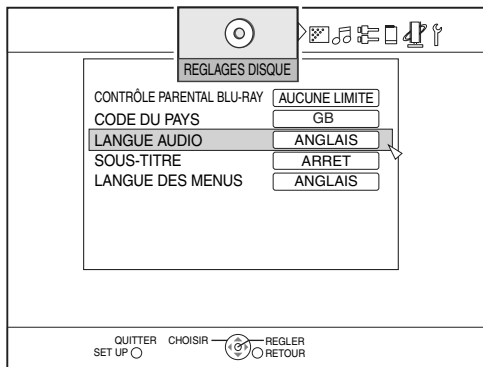 REGLAGES DISQUE
CONTRÔLE PARENTAL BLU-RAY AUCUNE LIMITE
CODE DU PAYS GB
LANGUE AUDIO ANGLAIS
SOUS-TITRE ARRET
LANGUE DES MENUS ANGLAIS
QUITTER CHOISIR REGLER
SET UP RETOUR